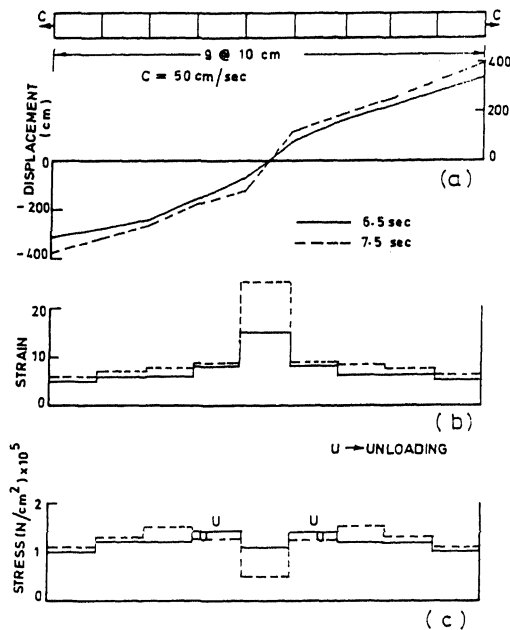 C C
9 @ 10 cm
C = 50 cm/sec
DISPLACEMENT
(cm)
400
200
0
0
-200
-400
(a)
6.5 sec
7.5 sec
STRAIN
20
10
0
(b)
U → UNLOADING
STRESS (N/cm²) x 10⁵
2
1
0
U U
U U
(c)